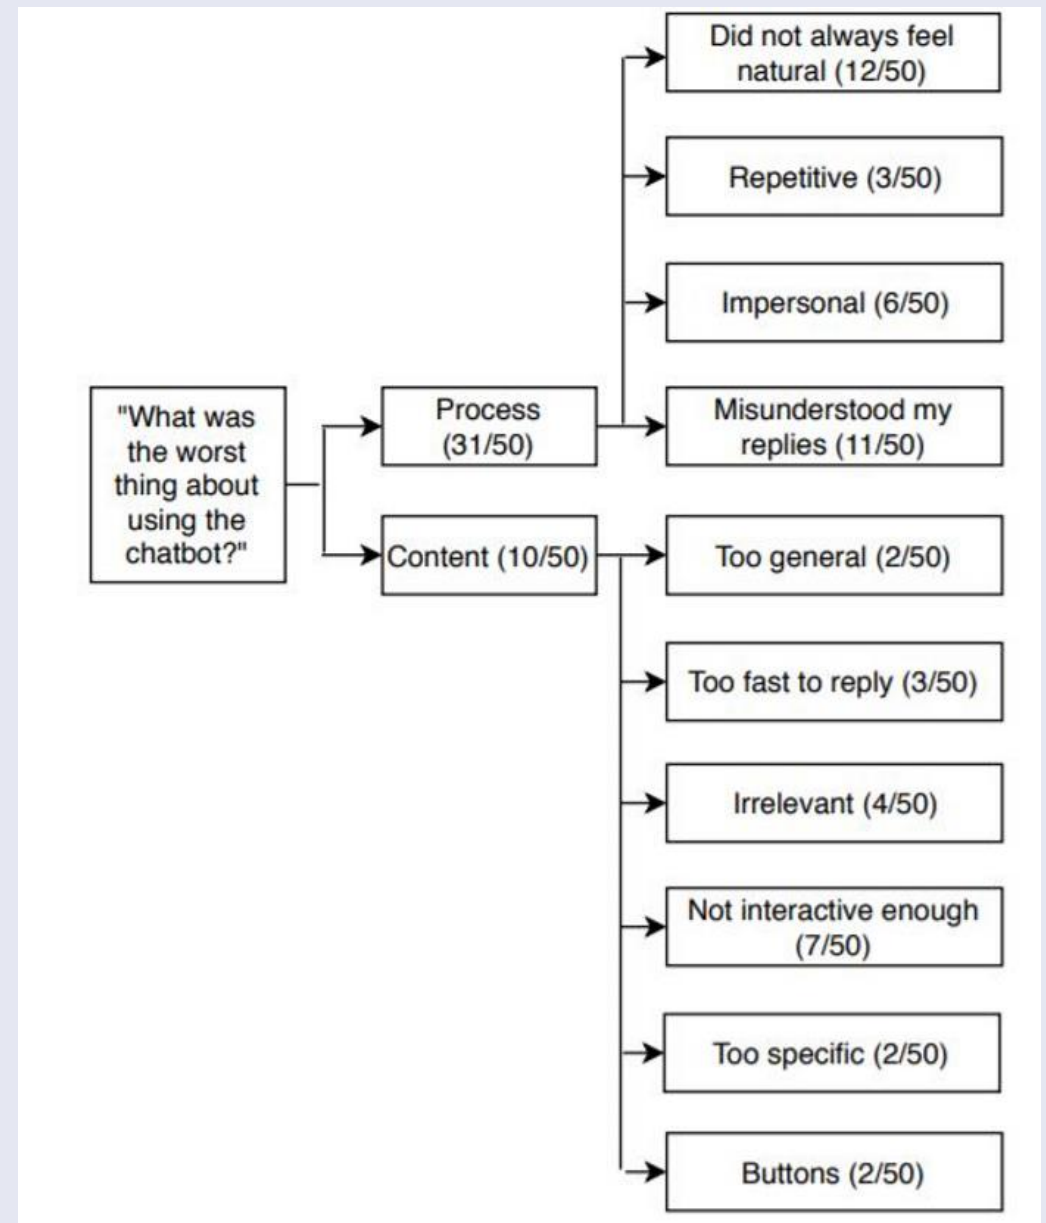 "What was
the worst
thing about
using the
chatbot?"
Process
(31/50)
Content (10/50)
Did not always feel
natural (12/50)
Repetitive (3/50)
Impersonal (6/50)
Misunderstood my
replies (11/50)
Too general (2/50)
Too fast to reply (3/50)
Irrelevant (4/50)
Not interactive enough
(7/50)
Too specific (2/50)
Buttons (2/50)